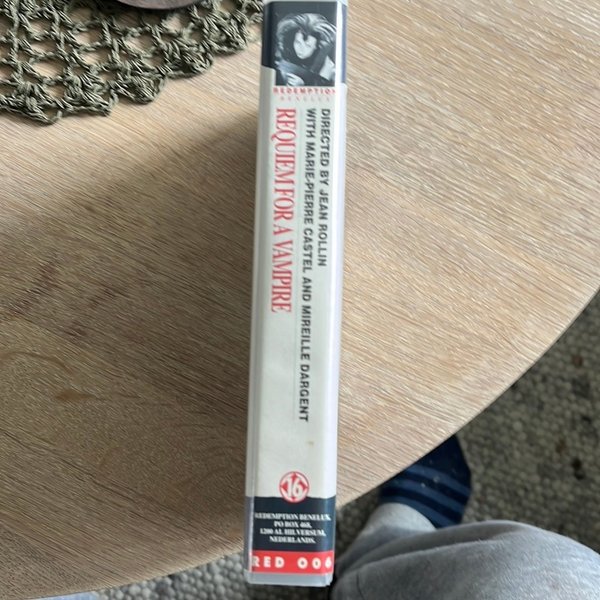 REDEMPTION
BENELUX
DIRECTED BY JEAN ROLLIN
WITH MARIE-PIERRE CASTEL AND MIREILLE DARGENT
REQUIEM FOR A VAMPIRE
16
REDEMPTION BENELUX,
PO BOX 468,
1200 AL HILVERSUM,
NETHERLANDS.
RED 006